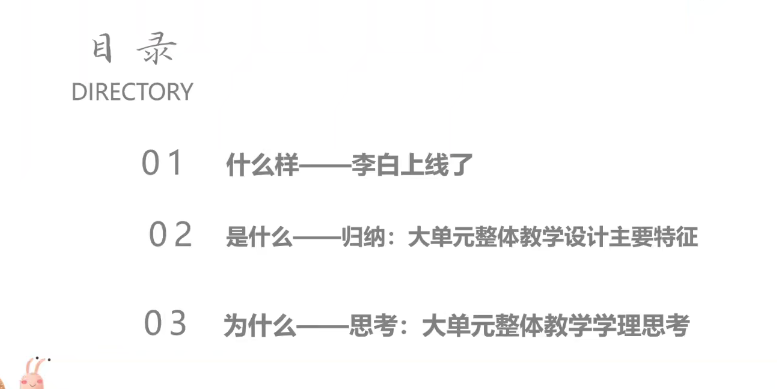 目录
DIRECTORY
01 什么样——李白上线了
02 是什么——归纳：大单元整体教学设计主要特征
03 为什么——思考：大单元整体教学学理思考